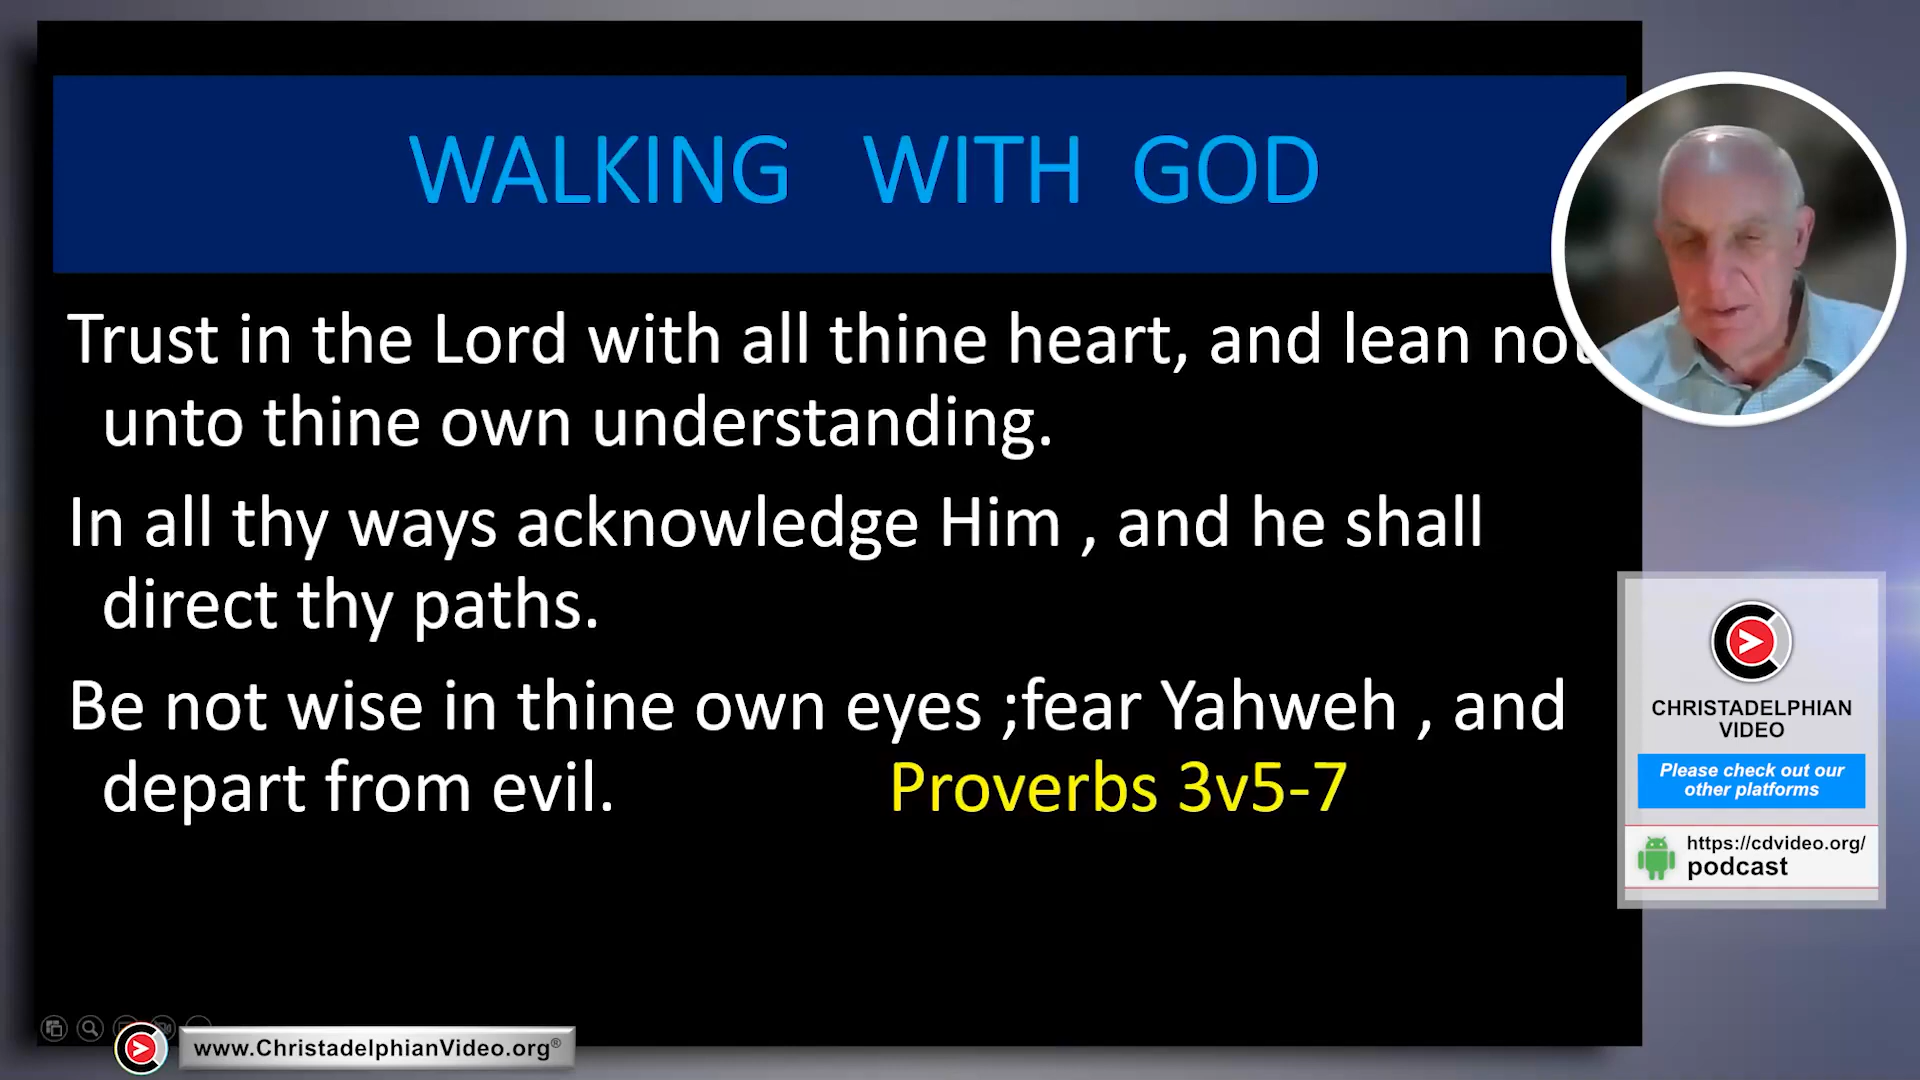 WALKING WITH GOD
Trust in the Lord with all thine heart, and lean not
unto thine own understanding.
In all thy ways acknowledge Him , and he shall
direct thy paths.
Be not wise in thine own eyes ;fear Yahweh , and
depart from evil. Proverbs 3v5-7
CHRISTADELPHIAN
VIDEO
Please check out our
other platforms
https://cdvideo.org/
podcast
www.ChristadelphianVideo.org®